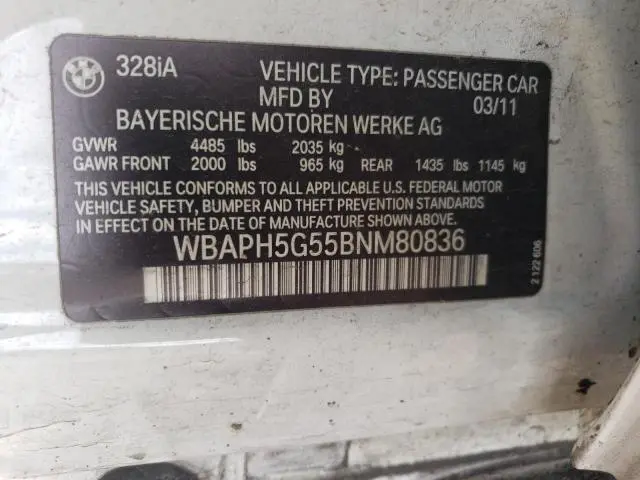 BMW
328iA VEHICLE TYPE: PASSENGER CAR
MFD BY 03/11
BAYERISCHE MOTOREN WERKE AG
GVWR 4485 lbs 2035 kg
GAWR FRONT 2000 lbs 965 kg REAR 1435 lbs 1145 kg
THIS VEHICLE CONFORMS TO ALL APPLICABLE U.S. FEDERAL MOTOR
VEHICLE SAFETY, BUMPER AND THEFT PREVENTION STANDARDS
IN EFFECT ON THE DATE OF MANUFACTURE SHOWN ABOVE.
WBAPH5G55BNM80836
2 122 606